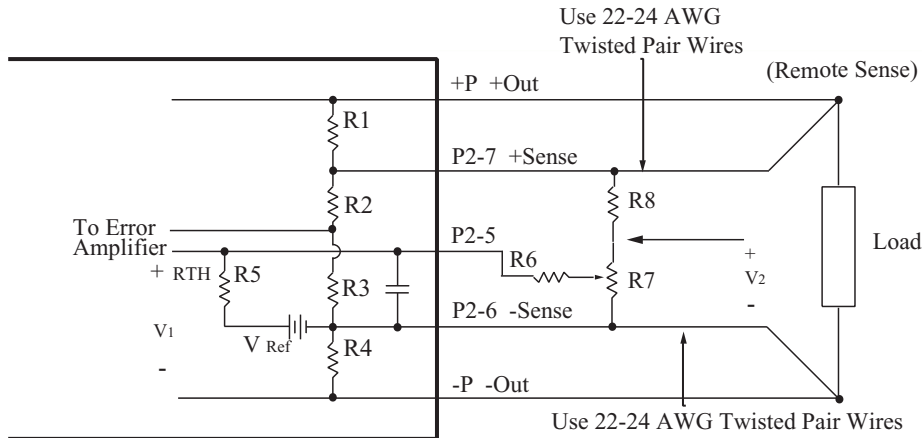 Use 22-24 AWG
Twisted Pair Wires
(Remote Sense)
+P +Out
R1
P2-7 +Sense
R2
R8
To Error
Amplifier
P2-5
+
RTH
R5
R6
R3
R7
+
V2
-
Load
P2-6 -Sense
V1
V Ref
R4
-
-P -Out
Use 22-24 AWG Twisted Pair Wires